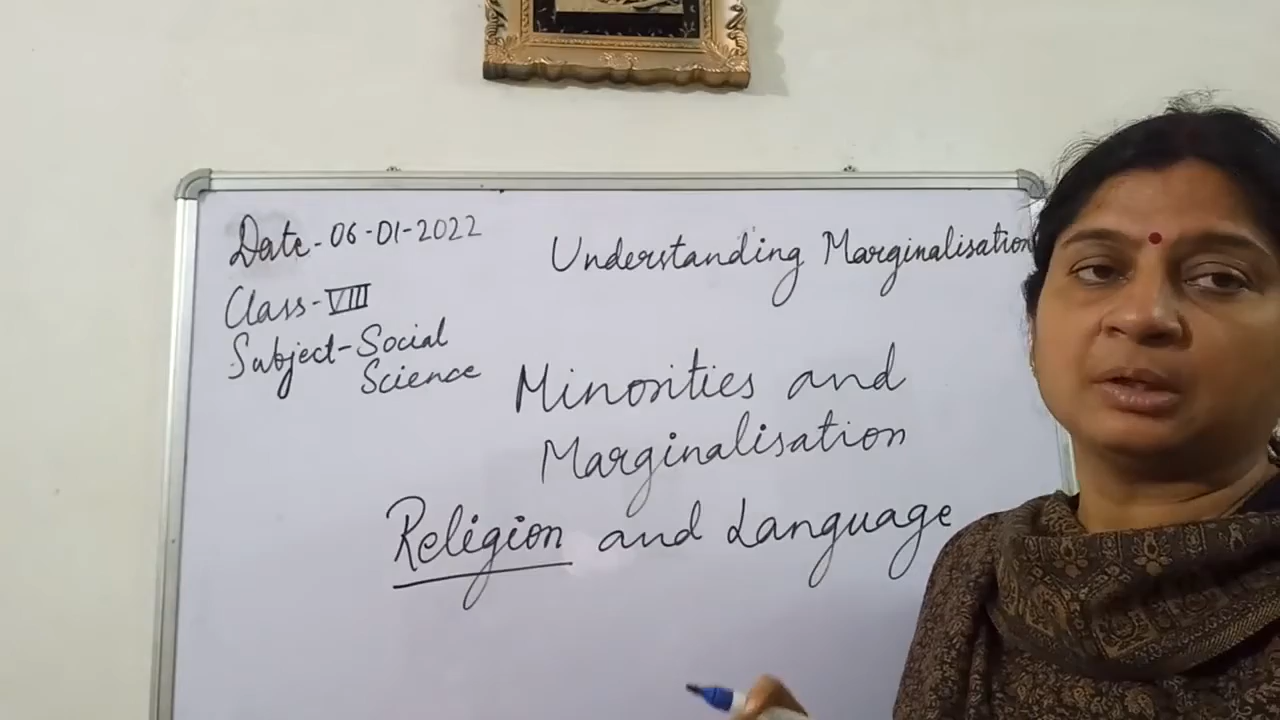 Date-06-01-2022
Understanding Marginalisation
Class-VIII
Subject-Social
Science
Minorities and
Marginalisation
Religion and Language